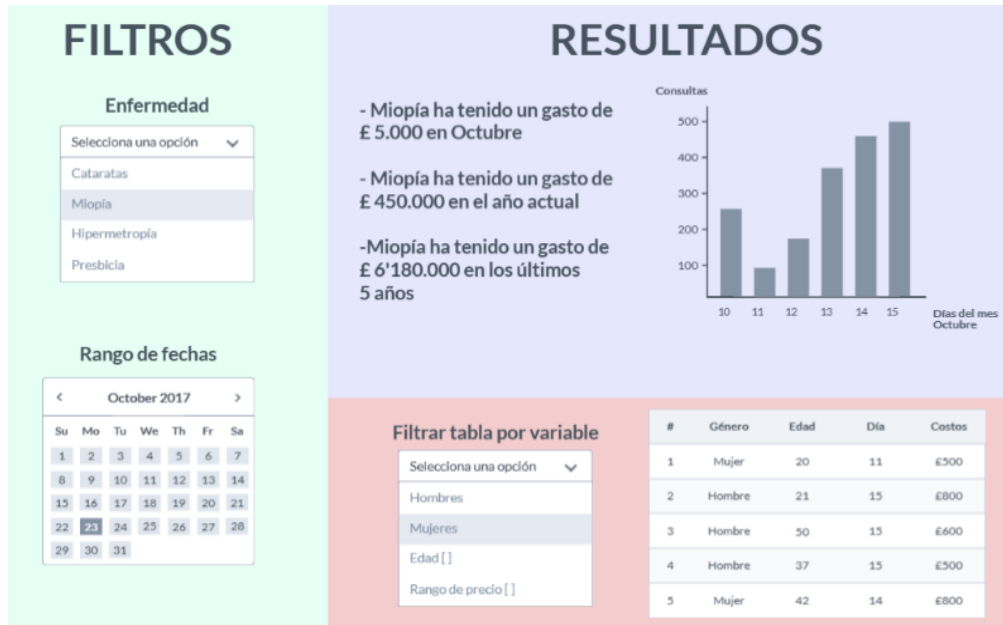 FILTROS
Enfermedad
Selecciona una opción
Cataratas
Miopía
Hipermetropía
Presbicia
Rango de fechas
< October 2017 >
Su Mo Tu We Th Fr Sa
1 2 3 4 5 6 7
8 9 10 11 12 13 14
15 16 17 18 19 20 21
22 23 24 25 26 27 28
29 30 31
RESULTADOS
- Miopía ha tenido un gasto de
£ 5.000 en Octubre
- Miopía ha tenido un gasto de
£ 450.000 en el año actual
-Miopía ha tenido un gasto de
£ 6'180.000 en los últimos
5 años
Consultas
500
400
300
200
100
10 11 12 13 14 15
Días del mes
Octubre
Filtrar tabla por variable
Selecciona una opción
Hombres
Mujeres
Edad [ ]
Rango de precio [ ]
# Género Edad Día Costos
1 Mujer 20 11 £500
2 Hombre 21 15 £800
3 Hombre 50 15 £600
4 Hombre 37 15 £500
5 Mujer 42 14 £800